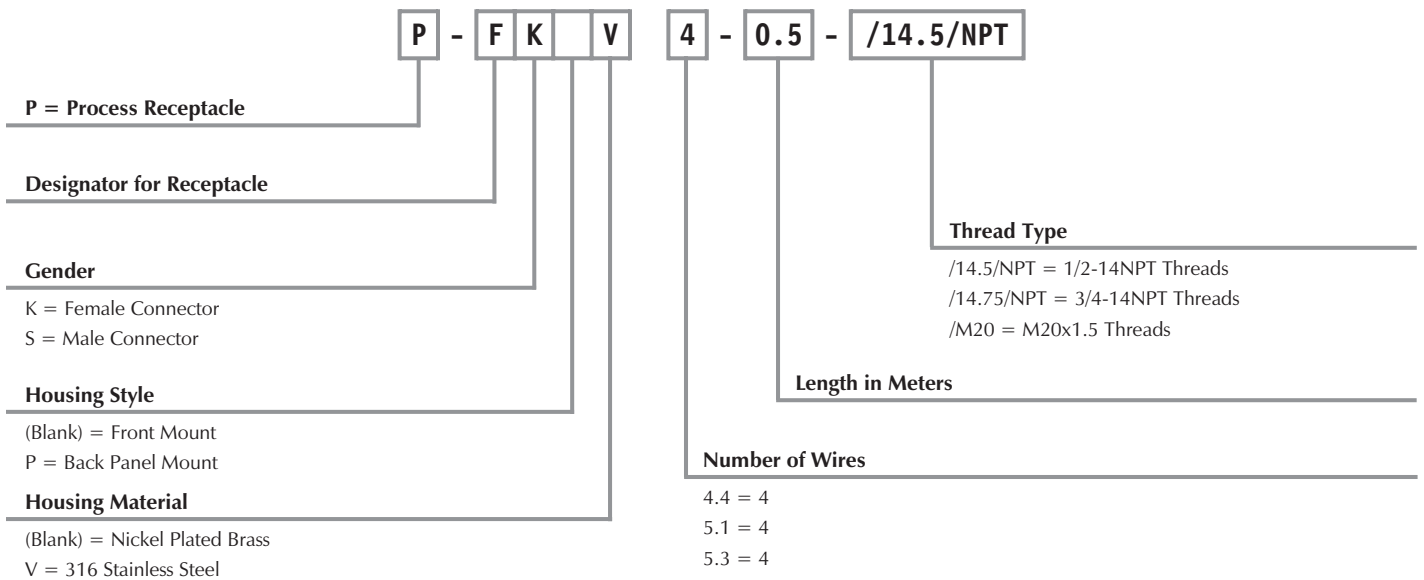 P - F K V 4 - 0.5 - /14.5/NPT
P = Process Receptacle
Designator for Receptacle
Gender
K = Female Connector
S = Male Connector
Housing Style
(Blank) = Front Mount
P = Back Panel Mount
Housing Material
(Blank) = Nickel Plated Brass
V = 316 Stainless Steel
Thread Type
/14.5/NPT = 1/2-14NPT Threads
/14.75/NPT = 3/4-14NPT Threads
/M20 = M20x1.5 Threads
Length in Meters
Number of Wires
4.4 = 4
5.1 = 4
5.3 = 4